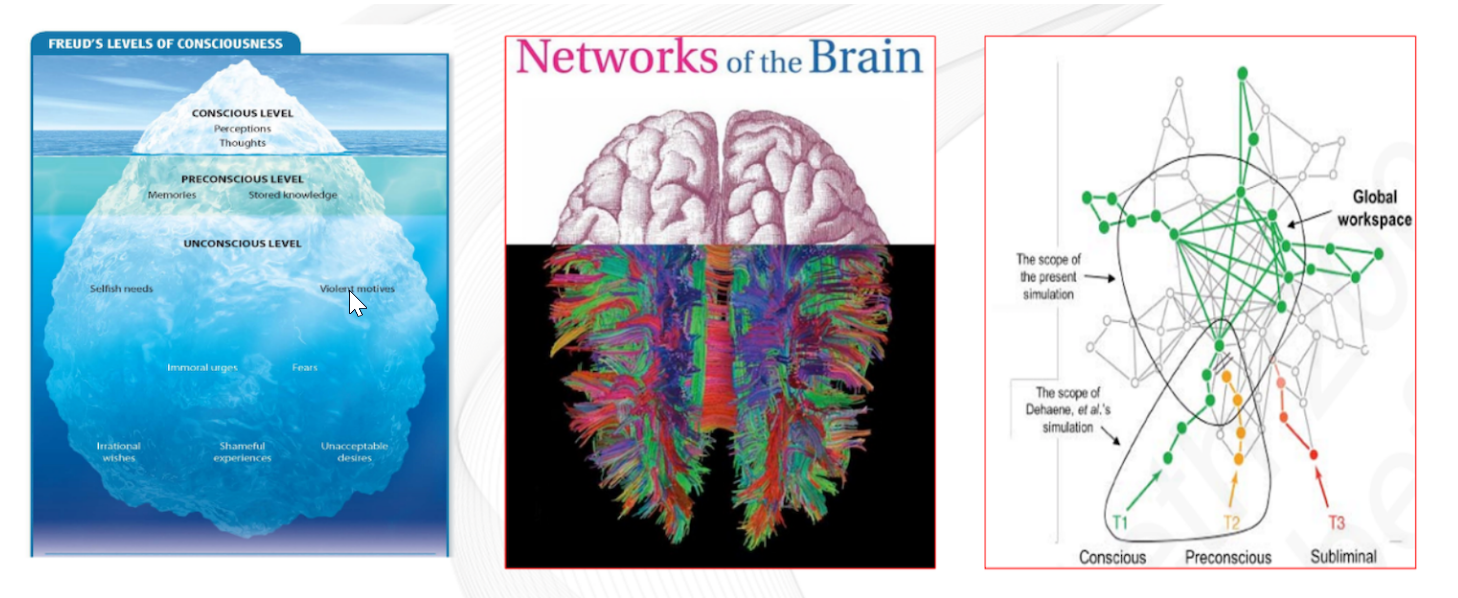 FREUD'S LEVELS OF CONSCIOUSNESS
CONSCIOUS LEVEL
Perceptions
Thoughts
PRECONSCIOUS LEVEL
Memories Stored knowledge
UNCONSCIOUS LEVEL
Selfish needs Violent motives
Immoral urges Fears
Irrational wishes
Shameful experiences
Unacceptable desires
Networks of the Brain
Global
workspace
The scope of
the present
simulation
The scope of
Dehaene, et al.'s
simulation
T1 T2 T3
Conscious Preconscious Subliminal